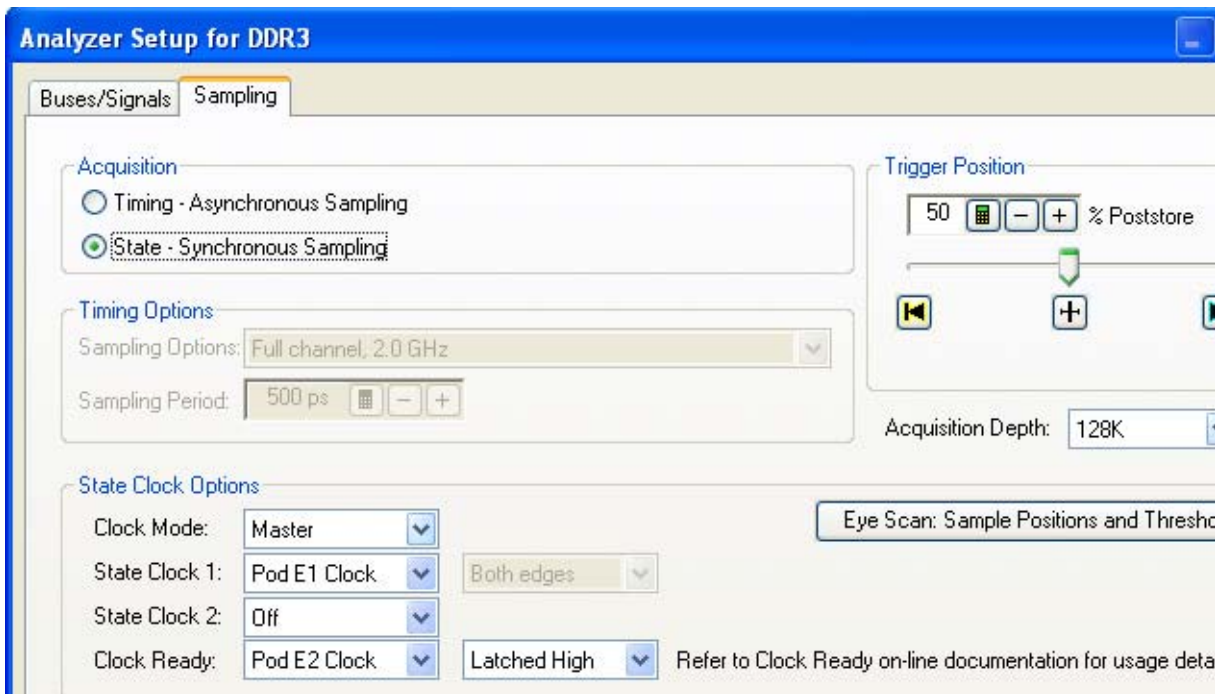 Analyzer Setup for DDR3
Buses/Signals
Sampling
Acquisition
Timing - Asynchronous Sampling
State - Synchronous Sampling
Trigger Position
50
% Poststore
Timing Options
Sampling Options: Full channel, 2.0 GHz
Sampling Period: 500 ps
Acquisition Depth: 128K
State Clock Options
Clock Mode: Master
Eye Scan: Sample Positions and Thresho
State Clock 1: Pod E1 Clock Both edges
State Clock 2: Off
Clock Ready: Pod E2 Clock Latched High Refer to Clock Ready on-line documentation for usage deta